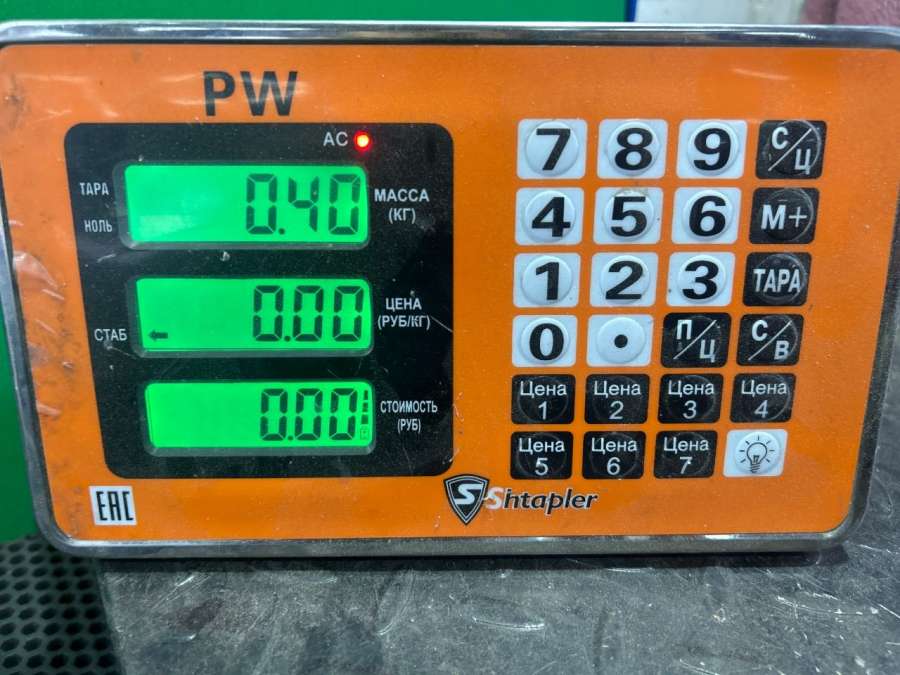 PW
AC
ТАРА
НОЛЬ
0.40
МАССА
(КГ)
СТАБ
0.00
ЦЕНА
(РУБ/КГ)
0.00
СТОИМОСТЬ
(РУБ)
7 8 9 С/Ц
4 5 6 М+
1 2 3 ТАРА
0 . П/Ц С/В
Цена 1 Цена 2 Цена 3 Цена 4
Цена 5 Цена 6 Цена 7
EAC
S Shtapler